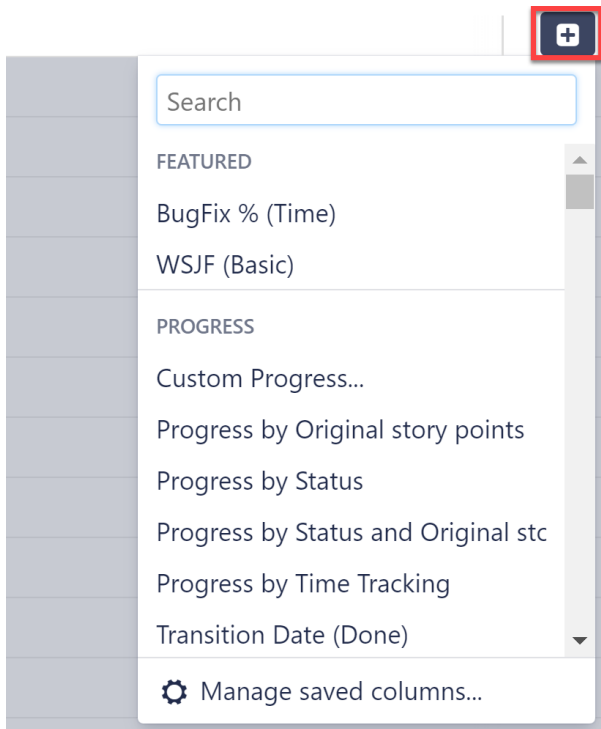 Search
FEATURED
BugFix % (Time)
WSJF (Basic)
PROGRESS
Custom Progress...
Progress by Original story points
Progress by Status
Progress by Status and Original stc
Progress by Time Tracking
Transition Date (Done)
Manage saved columns...